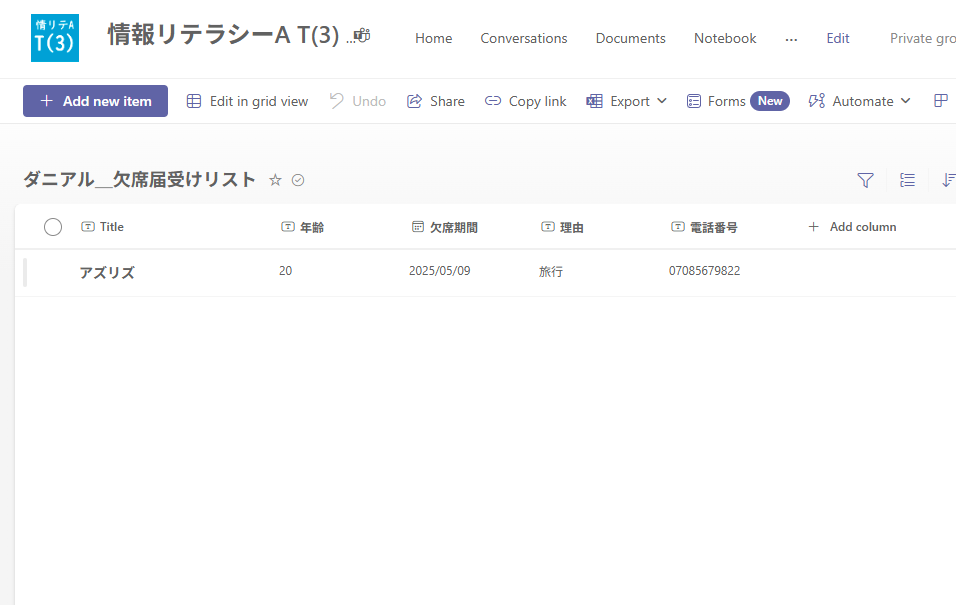 情リテA
T(3)
情報リテラシーA T(3) ...
Home Conversations Documents Notebook ... Edit Private gro
+ Add new item Edit in grid view Undo Share Copy link Export Forms New Automate
ダニアル＿欠席届受けリスト
Title 年齢 欠席期間 理由 電話番号 + Add column
アズリズ 20 2025/05/09 旅行 07085679822